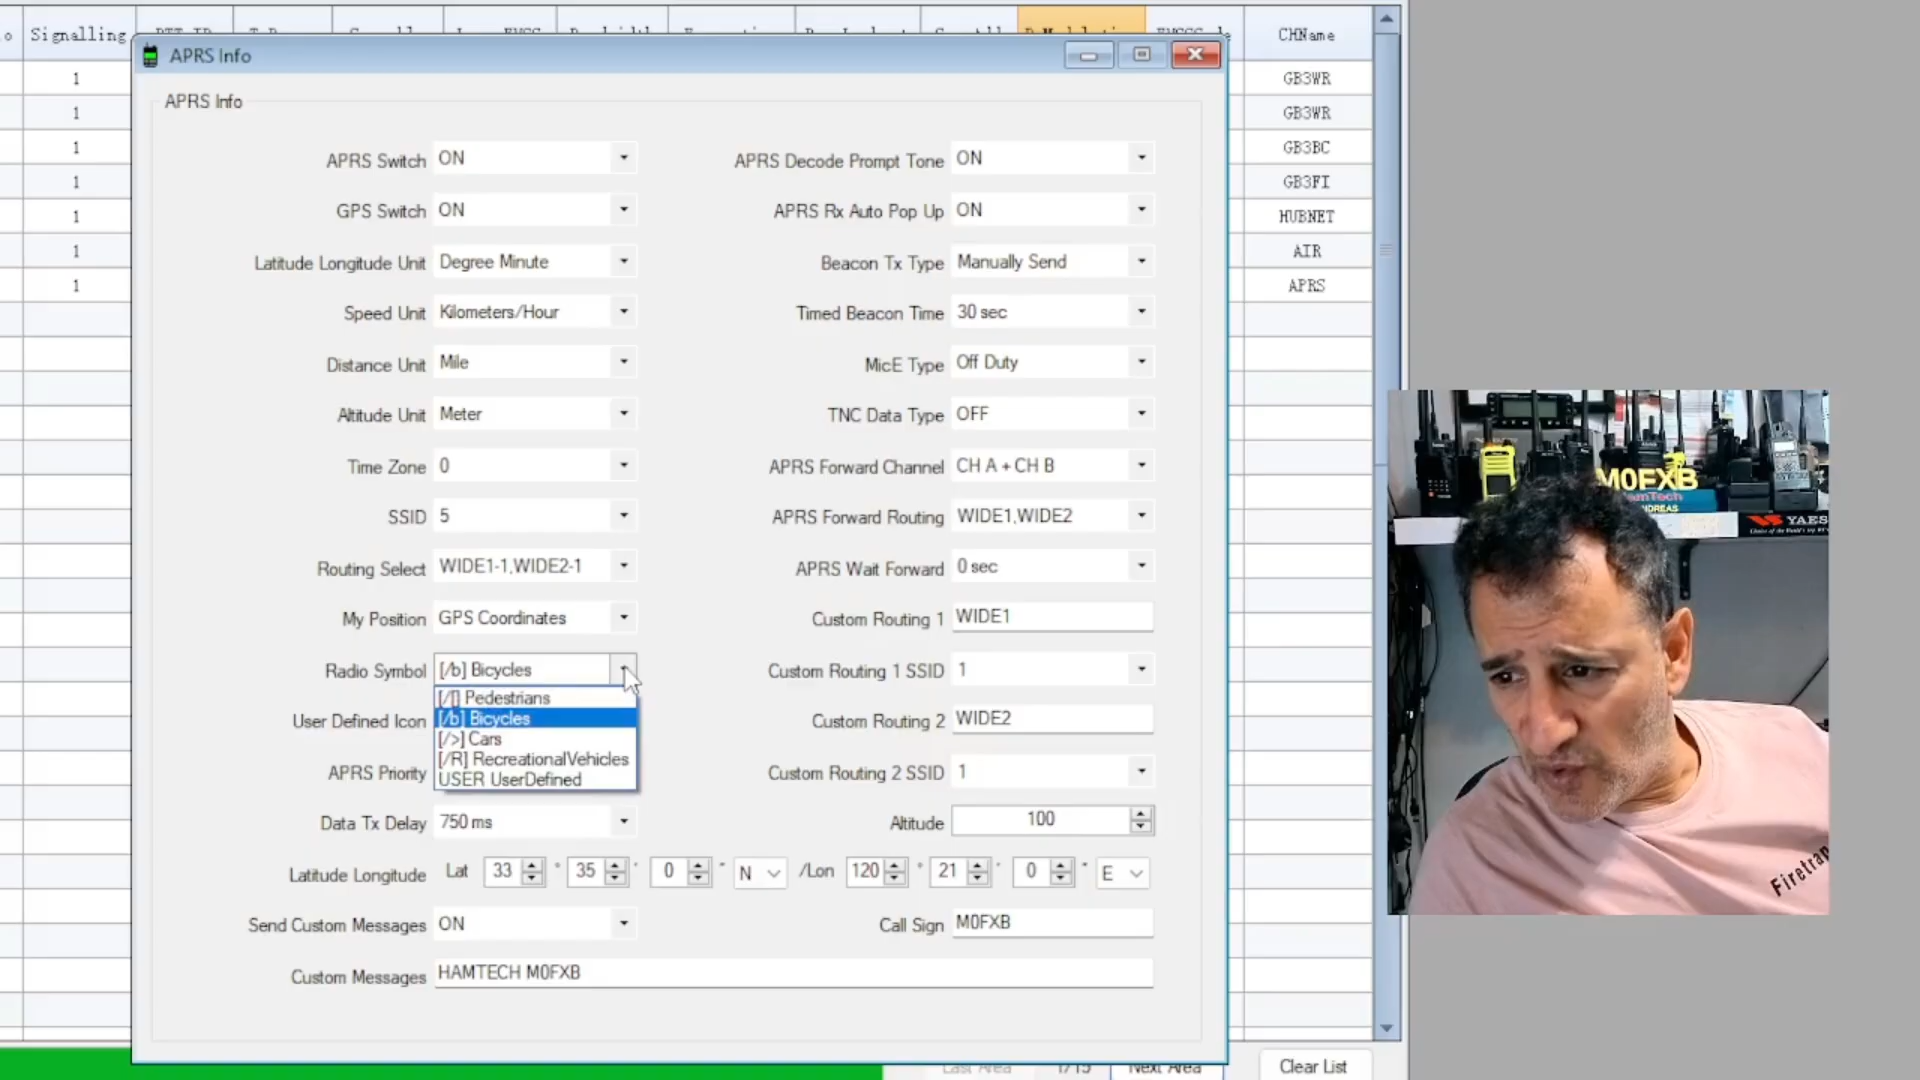 Signalling
CHName
APRS Info
APRS Info
APRS Switch ON
GPS Switch ON
Latitude Longitude Unit Degree Minute
Speed Unit Kilometers/Hour
Distance Unit Mile
Altitude Unit Meter
Time Zone 0
SSID 5
Routing Select WIDE1-1,WIDE2-1
My Position GPS Coordinates
Radio Symbol [/b] Bicycles
[/[] Pedestrians
[/b] Bicycles
[/>] Cars
[/R] RecreationalVehicles
USER UserDefined
User Defined Icon
APRS Priority
Data Tx Delay 750 ms
APRS Decode Prompt Tone ON
APRS Rx Auto Pop Up ON
Beacon Tx Type Manually Send
Timed Beacon Time 30 sec
MicE Type Off Duty
TNC Data Type OFF
APRS Forward Channel CH A + CH B
APRS Forward Routing WIDE1,WIDE2
APRS Wait Forward 0 sec
Custom Routing 1 WIDE1
Custom Routing 1 SSID 1
Custom Routing 2 WIDE2
Custom Routing 2 SSID 1
Altitude 100
Latitude Longitude Lat 33 ° 35 ' 0 " N /Lon 120 ° 21 ' 0 " E
Send Custom Messages ON
Call Sign M0FXB
Custom Messages HAMTECH M0FXB
1
1
1
1
1
1
1
GB3WR
GB3WR
GB3BC
GB3FI
HUBNET
AIR
APRS
Last Area 1/15 Next Area
Clear List
M0FXB
YAES
Firetrap